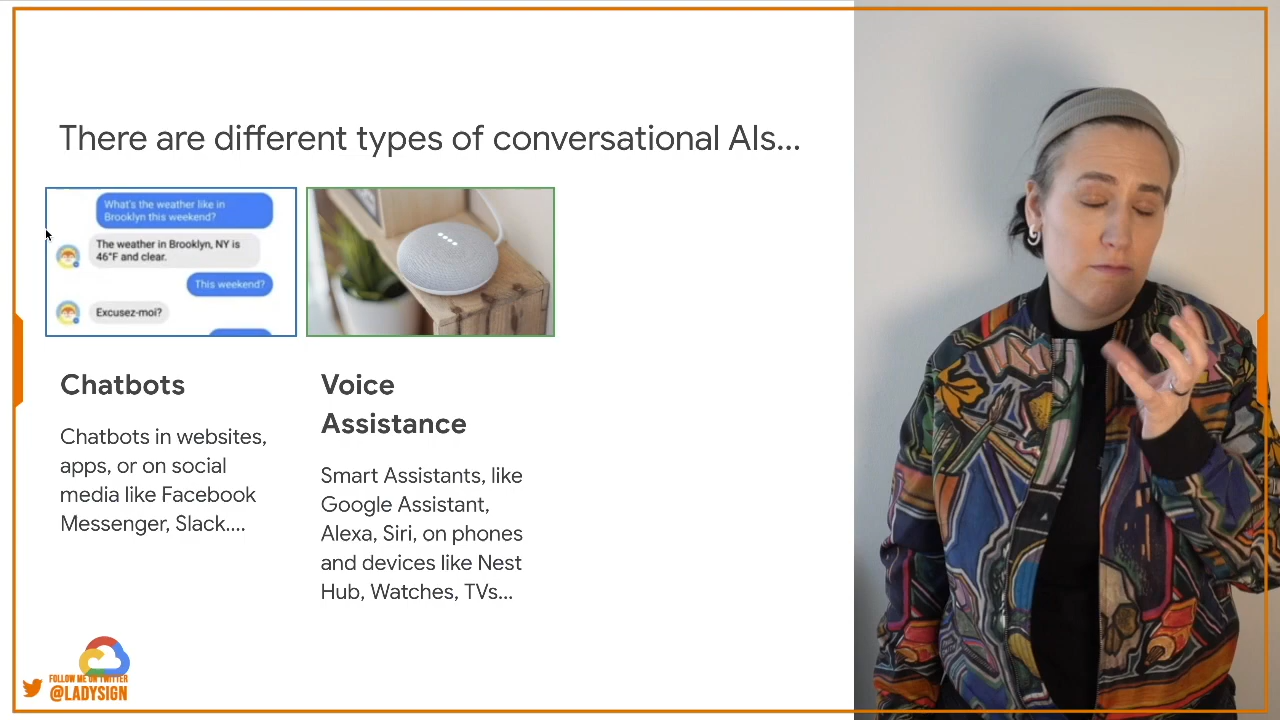 There are different types of conversational AIs...
What's the weather like in
Brooklyn this weekend?
The weather in Brooklyn, NY is
46°F and clear.
This weekend?
Excusez-moi?
Chatbots
Chatbots in websites,
apps, or on social
media like Facebook
Messenger, Slack....
Voice
Assistance
Smart Assistants, like
Google Assistant,
Alexa, Siri, on phones
and devices like Nest
Hub, Watches, TVs...
FOLLOW ME ON TWITTER
@LADYSIGN